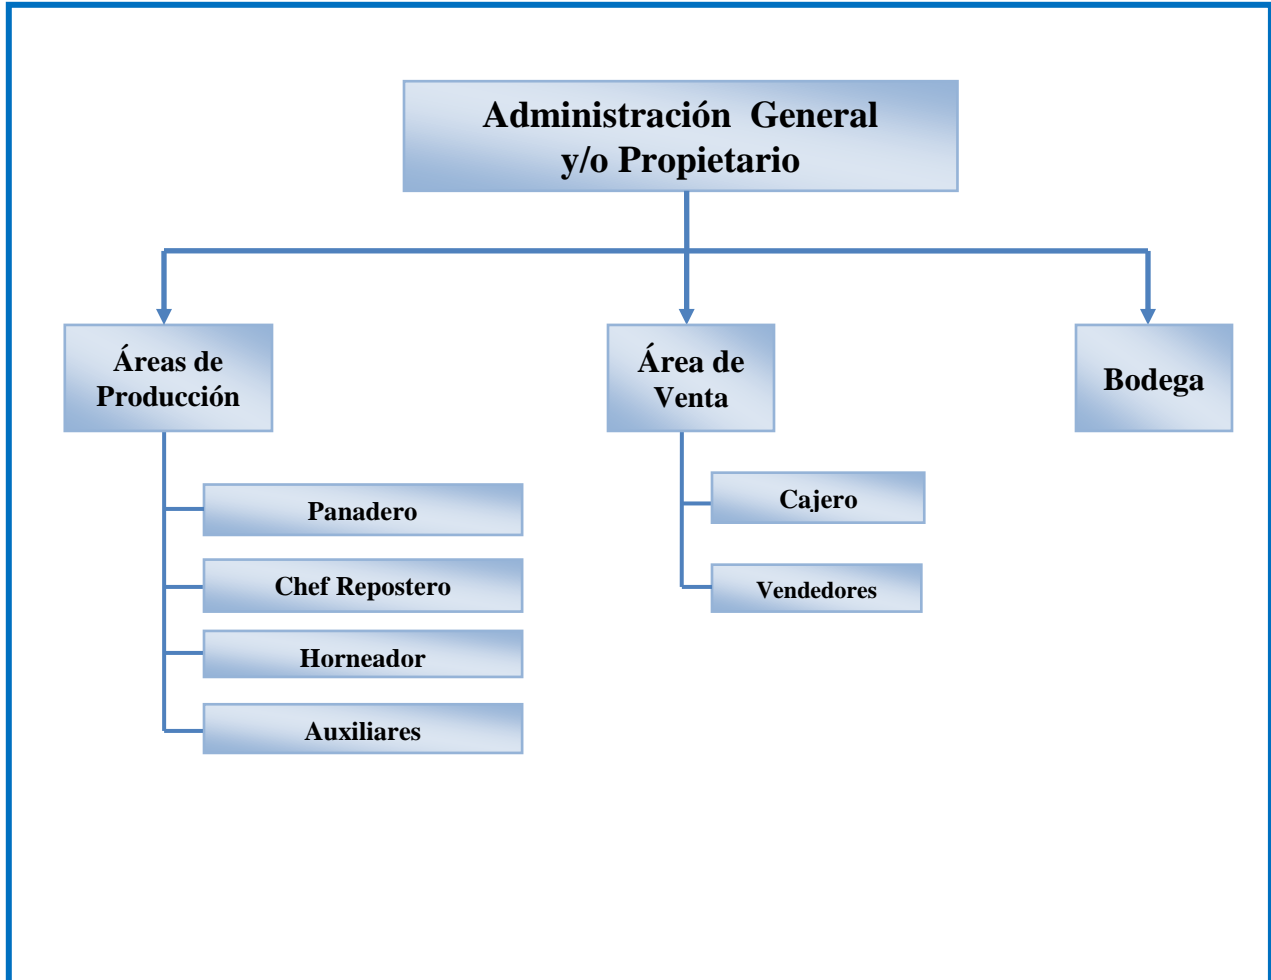 Administración General
y/o Propietario
Áreas de
Producción
Área de
Venta
Bodega
Panadero
Chef Repostero
Horneador
Auxiliares
Cajero
Vendedores